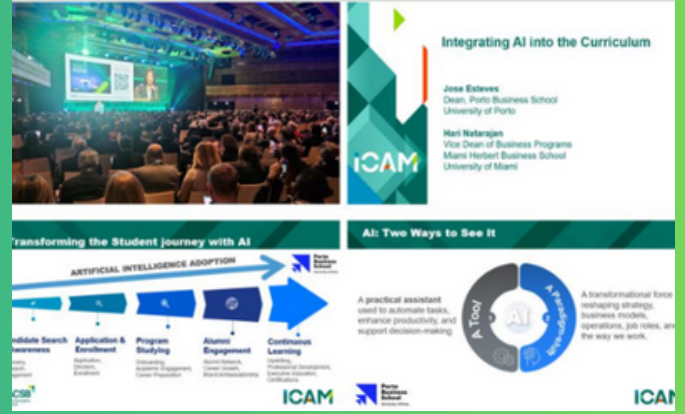 Integrating AI into the Curriculum
Jose Esteves
Dean, Porto Business School
University of Porto
Hari Natarajan
Vice Dean of Business Programs
Miami Herbert Business School
University of Miami
ICAM
Transforming the Student journey with AI
ARTIFICIAL INTELLIGENCE ADOPTION
Porto
Business
School
Application &
Enrollment
Application,
Enrollment
Program
Studying
Onboarding,
Academic Engagement,
Career Preparation
Alumni
Engagement
Alumni Network,
Career Growth,
Brand Ambassadorship
Continuous
Learning
Upskilling,
Professional Development,
Executive Education,
Certifications
ICAM
AI: Two Ways to See It
A practical assistant
used to automate tasks,
enhance productivity, and
support decision-making
A Tool
AI
A Paradigm
A transformational force
reshaping strategy,
business models,
operations, job roles, and
the way we work.
Porto
Business
School
ICAM